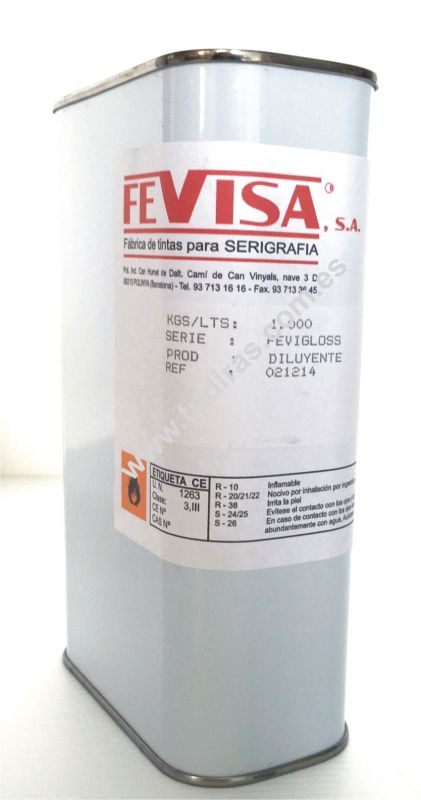 FEVISA, S.A.
Fábrica de tintas para SERIGRAFIA
Pol. Ind. Can Humet de Dalt. Camí de Can Vinyals, nave 3 D
08213 POLINYÀ (Barcelona) - Tel. 93 713 16 16 - Fax. 93 713 36 45
KGS/LTS: 1.000
SERIE : FEVIGLOSS
PROD : DILUYENTE
REF . 021214
ETIQUETA CE
U.N. 1263
Clase: 3,III
CE Nº
CAS Nº
R - 10 Inflamable
R - 20/21/22 Nocivo por inhalación por
R - 38 Irrita la piel
S - 24/25 Evítese el contacto con los ojos
S - 26 En caso de contacto con los ojos
abundantemente con agua.